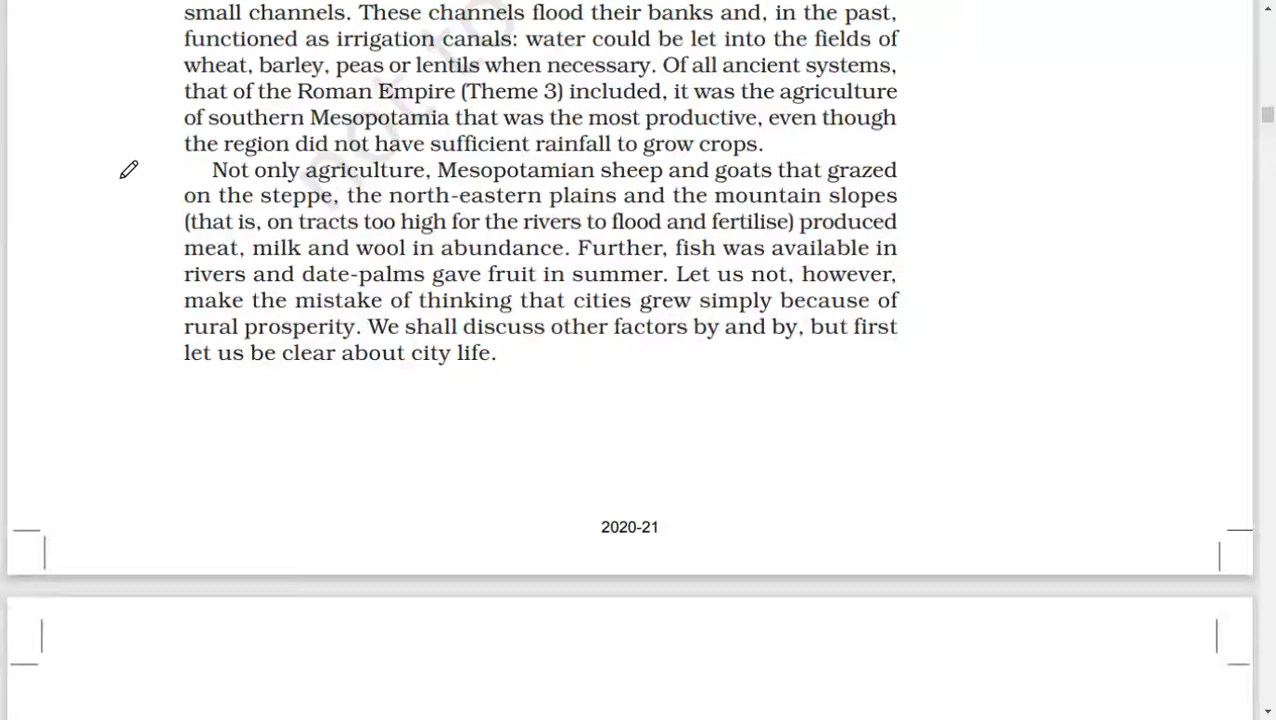 small channels. These channels flood their banks and, in the past,
functioned as irrigation canals: water could be let into the fields of
wheat, barley, peas or lentils when necessary. Of all ancient systems,
that of the Roman Empire (Theme 3) included, it was the agriculture
of southern Mesopotamia that was the most productive, even though
the region did not have sufficient rainfall to grow crops.
Not only agriculture, Mesopotamian sheep and goats that grazed
on the steppe, the north-eastern plains and the mountain slopes
(that is, on tracts too high for the rivers to flood and fertilise) produced
meat, milk and wool in abundance. Further, fish was available in
rivers and date-palms gave fruit in summer. Let us not, however,
make the mistake of thinking that cities grew simply because of
rural prosperity. We shall discuss other factors by and by, but first
let us be clear about city life.
not to
2020-21